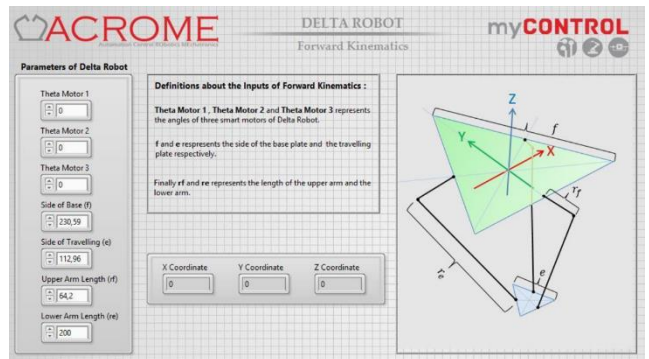 ACROME
DELTA ROBOT
Forward Kinematics
myCONTROL
Parameters of Delta Robot
Theta Motor 1
0
Theta Motor 2
0
Theta Motor 3
0
Side of Base (f)
230,59
Side of Travelling (e)
112,96
Upper Arm Length (rf)
64,2
Lower Arm Length (re)
200
Definitions about the Inputs of Forward Kinematics :
Theta Motor 1 , Theta Motor 2 and Theta Motor 3 represents
the angles of three smart motors of Delta Robot.
f and e respresents the side of the base plate and the travelling
plate respectively.
Finally rf and re represents the length of the upper arm and the
lower arm.
X Coordinate Y Coordinate Z Coordinate
0 0 0
Z
f
Y
X
rf
re
e